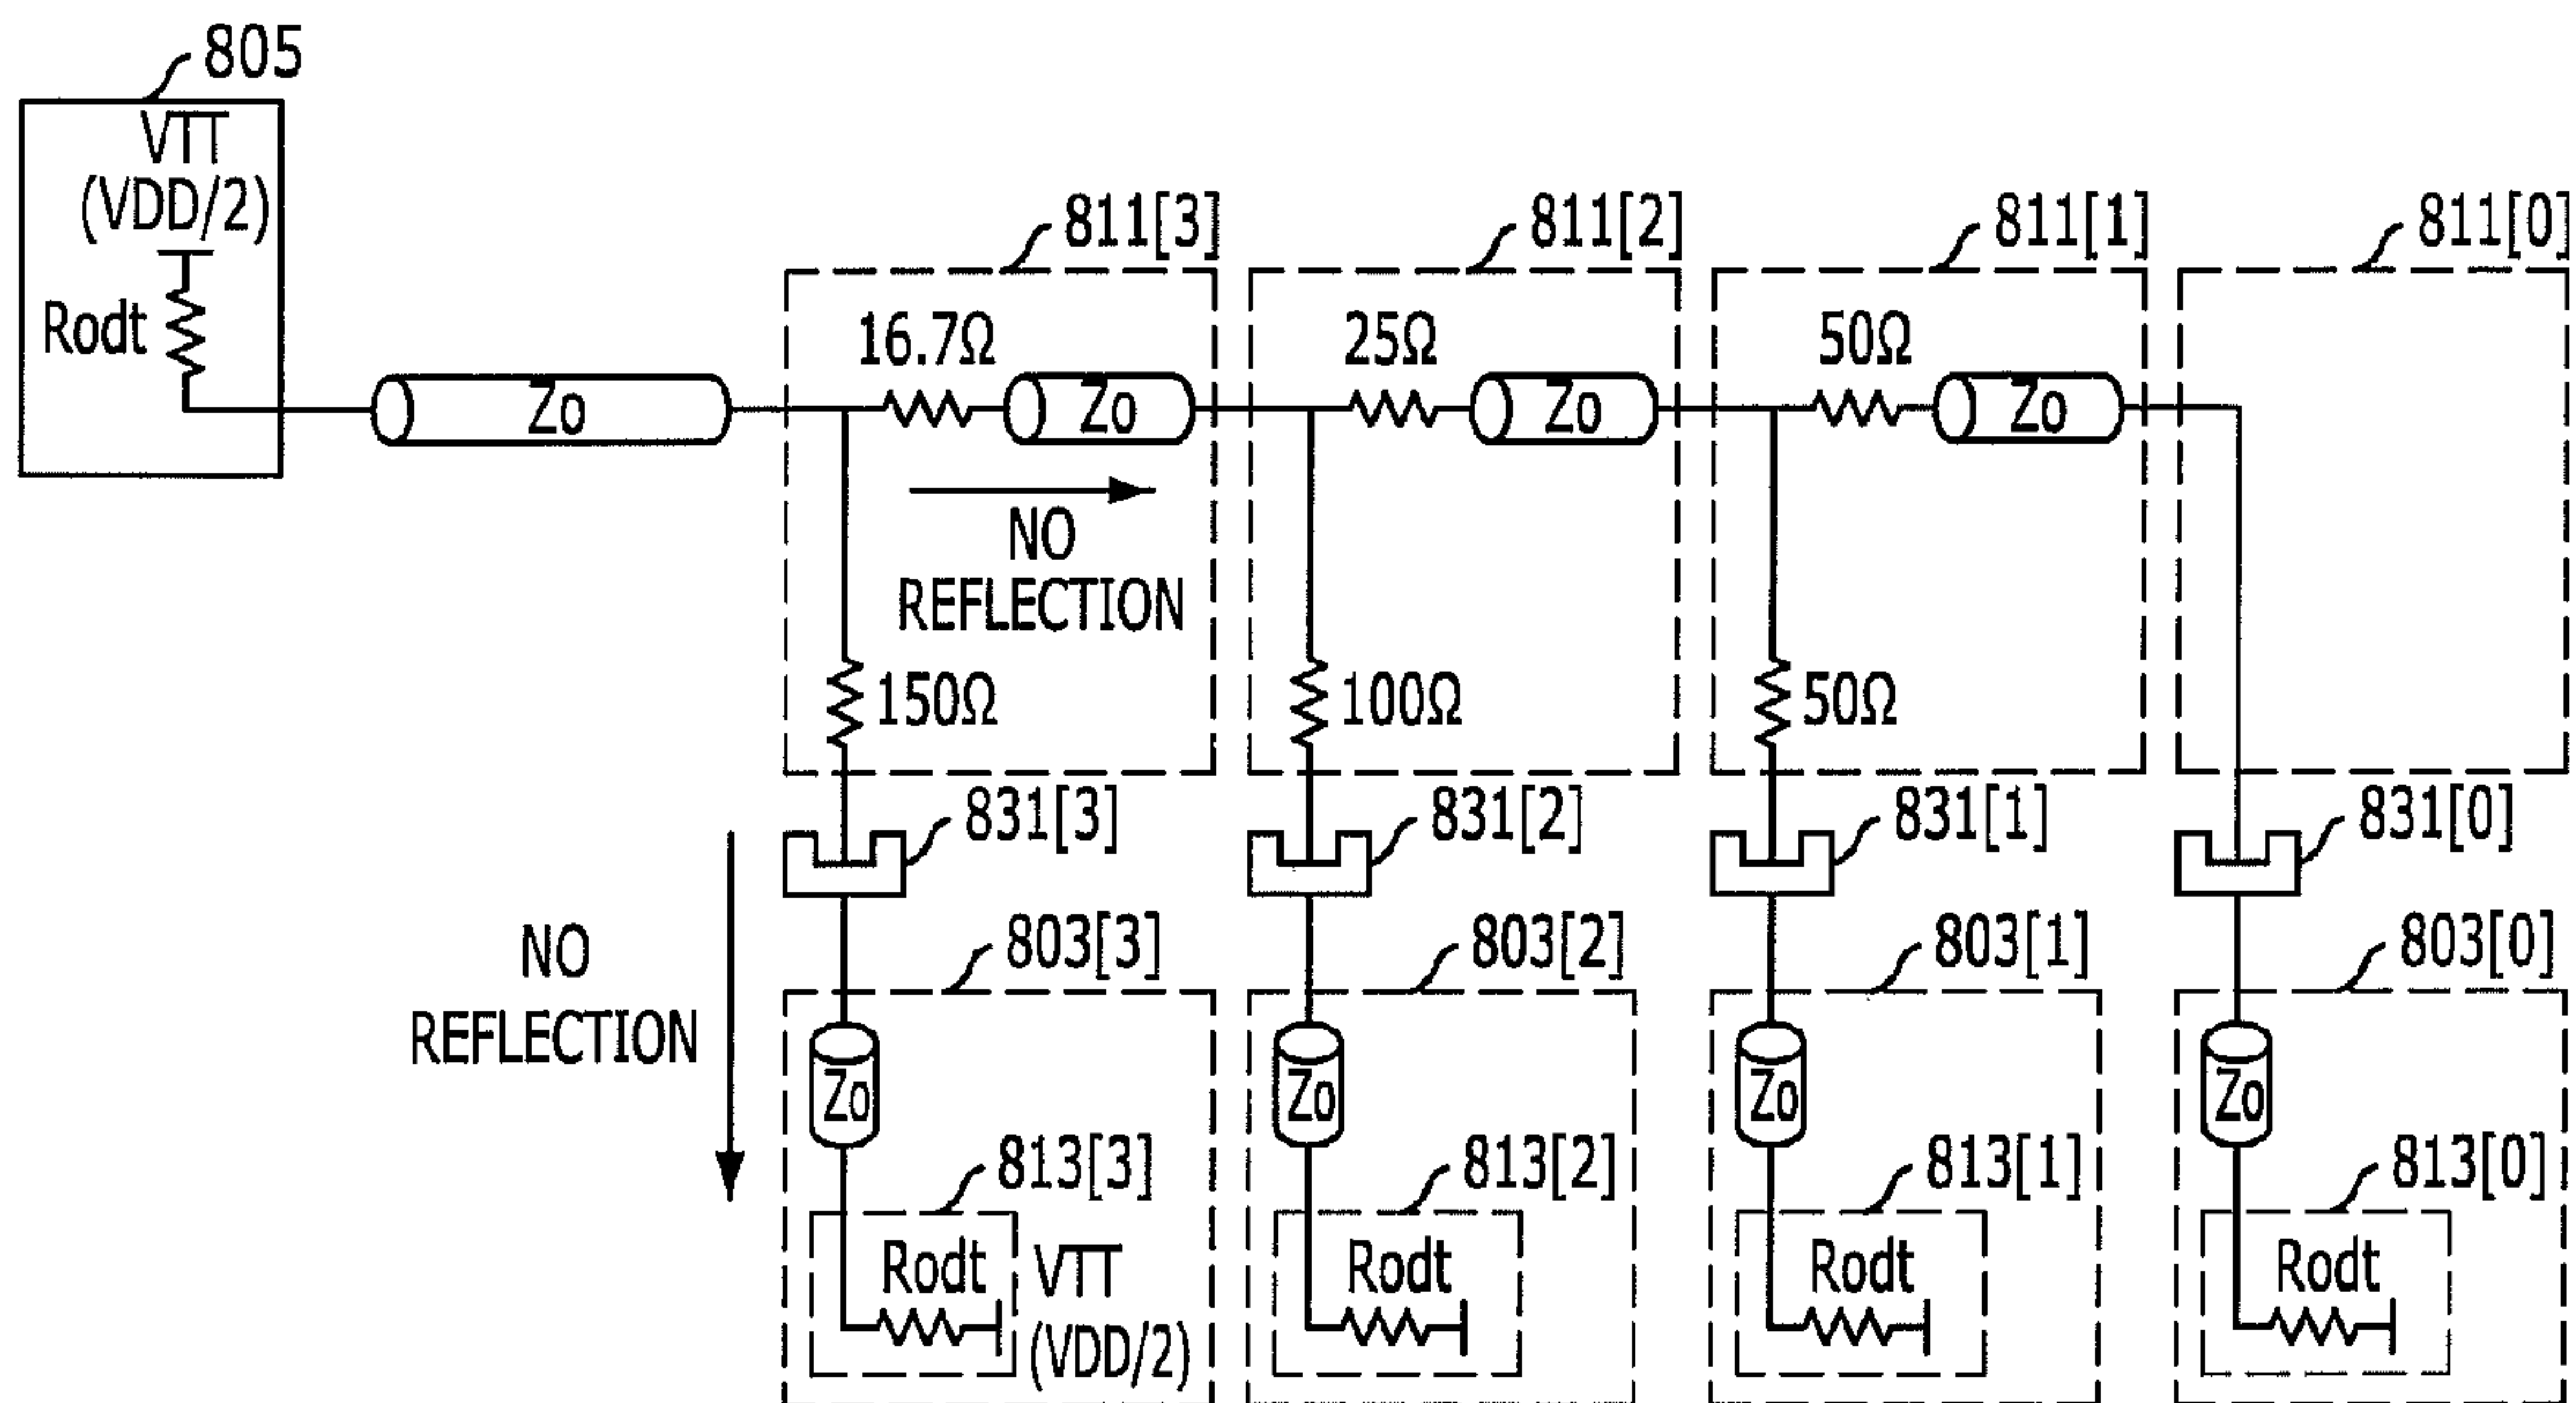 805
VTT
(VDD/2)
Rodt
Zo
811[3]
811[2]
811[1]
811[0]
16.7Ω
Zo
25Ω
Zo
50Ω
Zo
NO
REFLECTION
150Ω
100Ω
50Ω
831[3]
831[2]
831[1]
831[0]
NO
REFLECTION
803[3]
803[2]
803[1]
803[0]
Zo
Zo
Zo
Zo
813[3]
813[2]
813[1]
813[0]
Rodt
VTT
(VDD/2)
Rodt
Rodt
Rodt